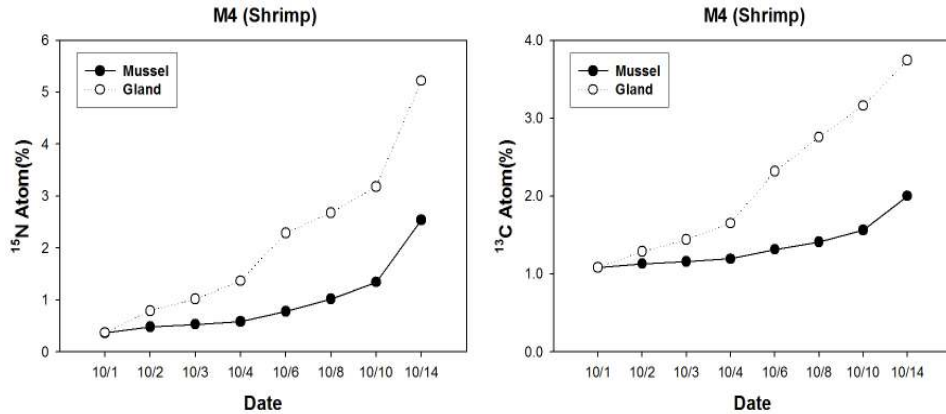 M4 (Shrimp)
6
5
4
3
2
1
0
15N Atom(%)
Mussel
Gland
10/1 10/2 10/3 10/4 10/6 10/8 10/10 10/14
Date
M4 (Shrimp)
4.0
3.0
2.0
1.0
0.0
13C Atom(%)
Mussel
Gland
10/1 10/2 10/3 10/4 10/6 10/8 10/10 10/14
Date